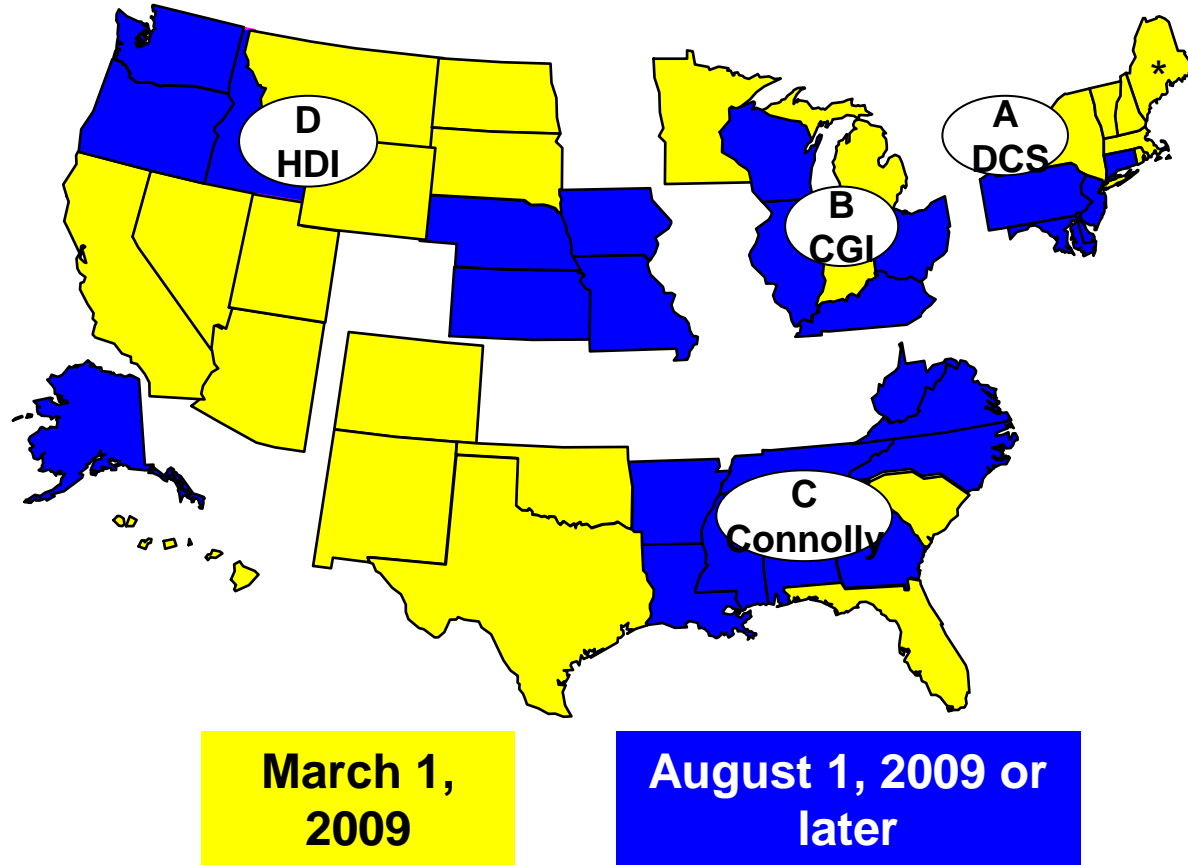 D
HDI
A
DCS
*
B
CGI
C
Connolly
March 1,
2009
August 1, 2009 or
later